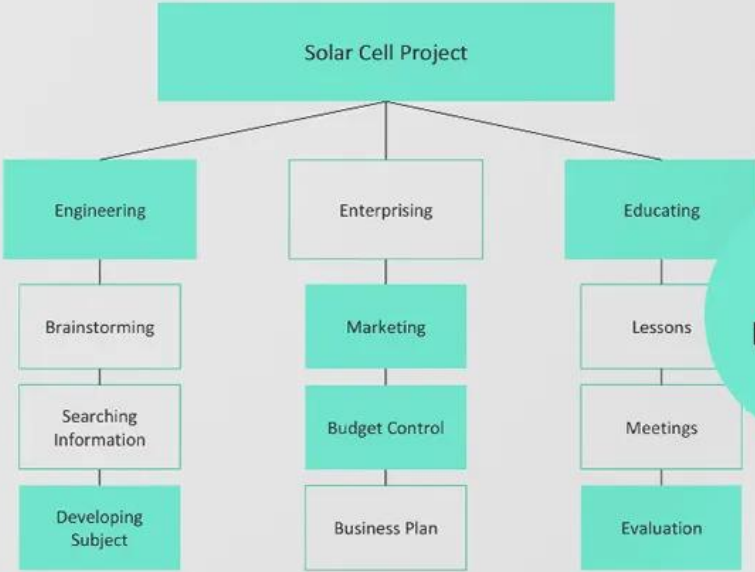 Solar Cell Project
Engineering
Enterprising
Educating
Brainstorming
Marketing
Lessons
Searching
Information
Budget Control
Meetings
Developing
Subject
Business Plan
Evaluation